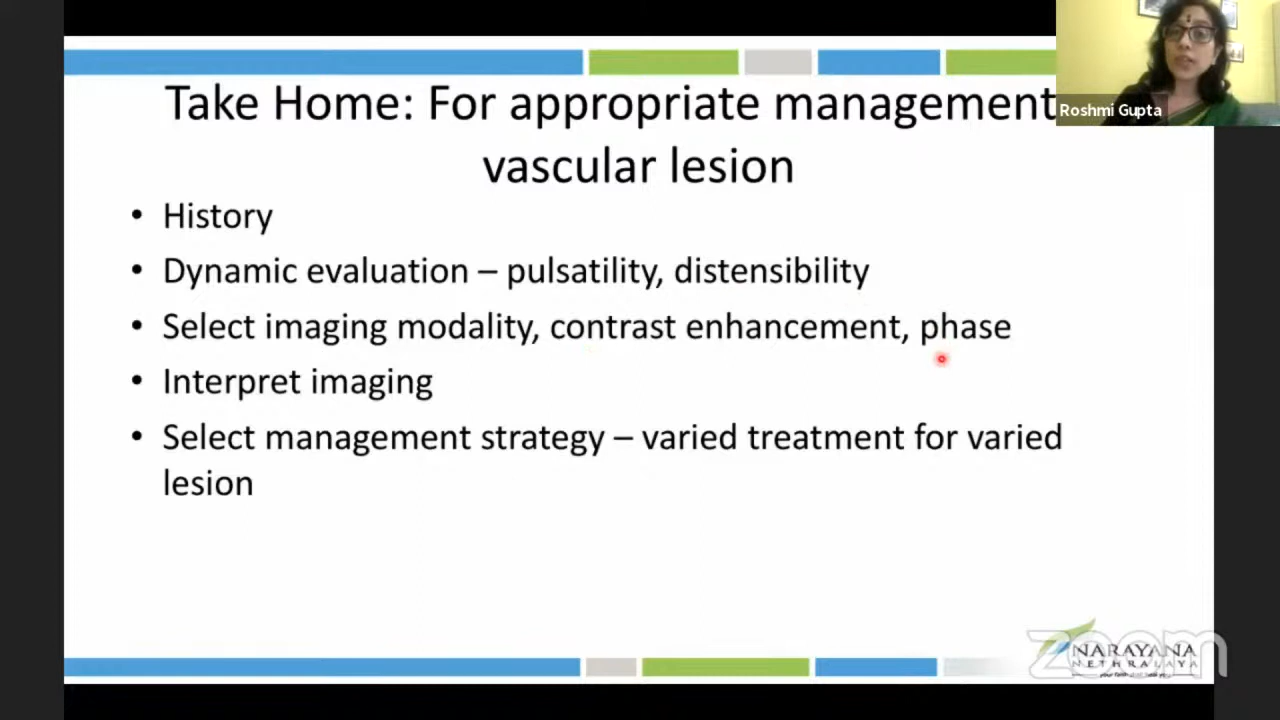 Take Home: For appropriate management
vascular lesion
• History
• Dynamic evaluation – pulsatility, distensibility
• Select imaging modality, contrast enhancement, phase
• Interpret imaging
• Select management strategy – varied treatment for varied
lesion
Roshmi Gupta
zoom
NARAYANA
NETHRALAYA